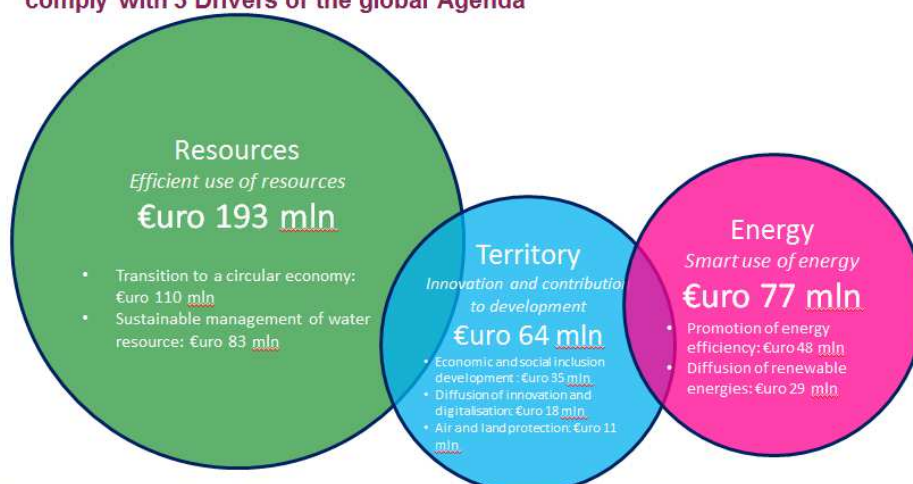 comply with 3 Drivers of the global Agenda
Resources
Efficient use of resources
€uro 193 mln
• Transition to a circular economy:
€uro 110 mln
• Sustainable management of water
resource: €uro 83 mln
Territory
Innovation and contribution
to development
€uro 64 mln
• Economic and social inclusion
development : €uro 35 mln
• Diffusion of innovation and
digitalisation: €uro 18 mln
• Air and land protection: €uro 11
mln
Energy
Smart use of energy
€uro 77 mln
• Promotion of energy
efficiency: €uro 48 mln
• Diffusion of renewable
energies: €uro 29 mln